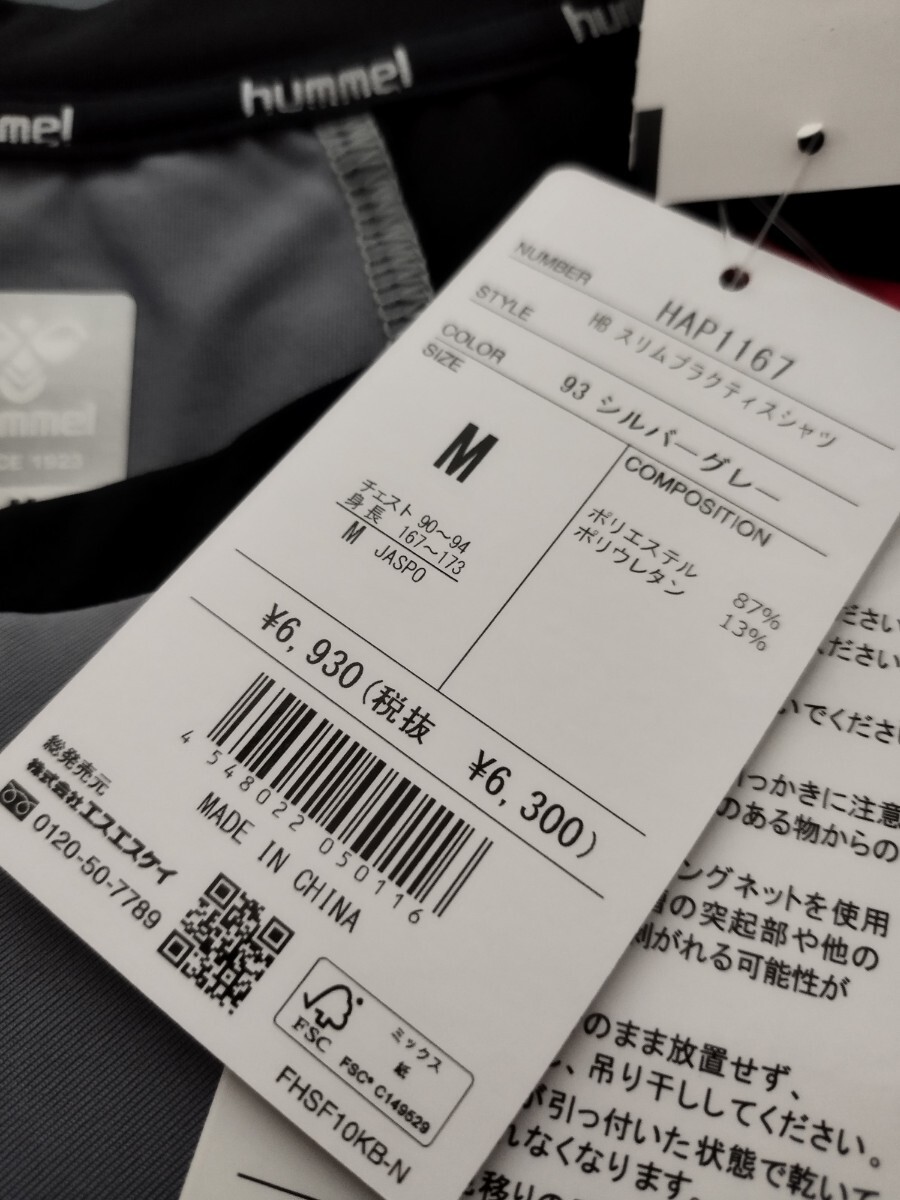 hummel
NUMBER HAP1167
STYLE HB スリムプラクティスシャツ
COLOR 93 シルバーグレー
SIZE
M
チェスト 90～94
身長 167～173
M JASPO
COMPOSITION
ポリエステル 87%
ポリウレタン 13%
¥6,930(税抜 ¥6,300)
4 548022 050116
MADE IN CHINA
総発売元
株式会社エスエスケイ
0120-50-7789
FSC
ミックス
紙
FSC® C149529
FHSF10KB-N
mel
hum
mmel
CE 1923
ださい
ください
いでくださ
っかきに注意
のある物からの
ングネットを使用
の突起部や他の
剥がれる可能性が
のまま放置せず、
、吊り干ししてください。
が引っ付いた状態で乾い
れなくなります。
移りの